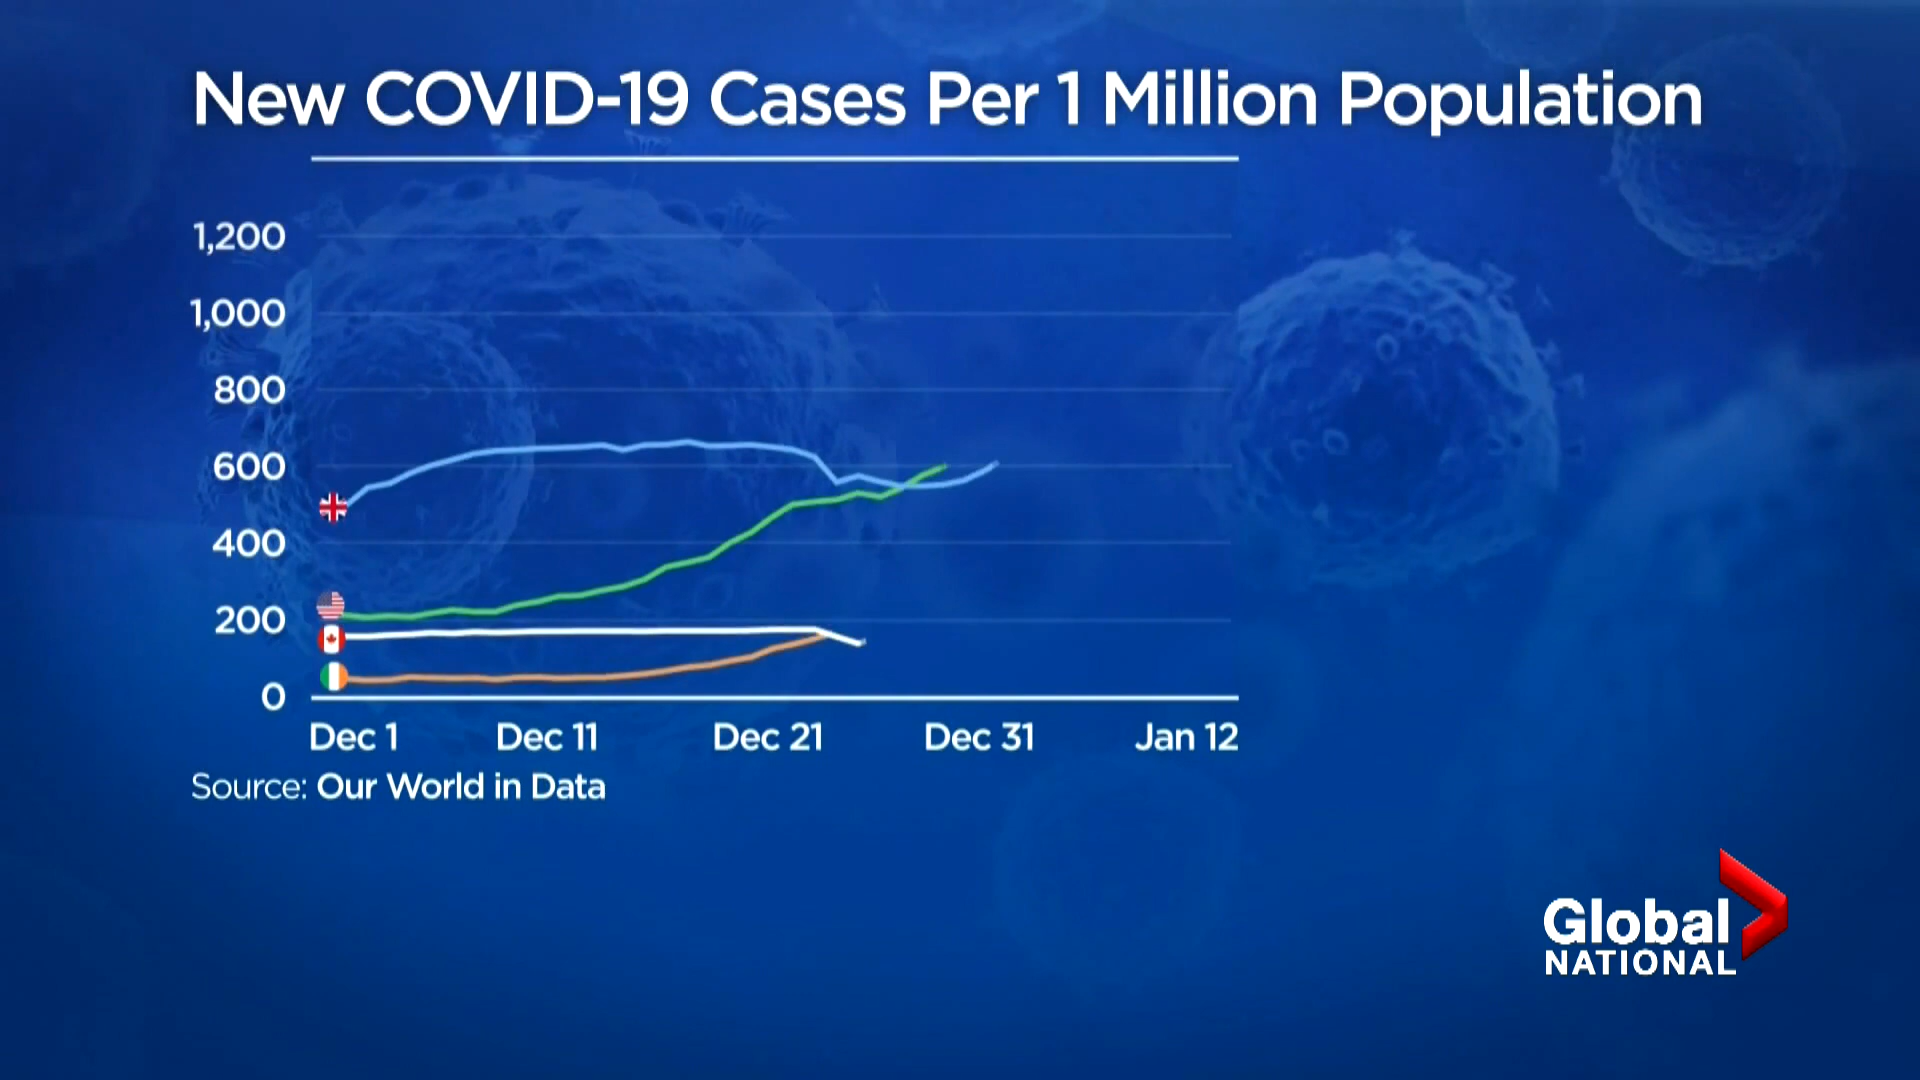 New COVID-19 Cases Per 1 Million Population
1,200
1,000
800
600
400
200
0
Dec 1 Dec 11 Dec 21 Dec 31 Jan 12
Source: Our World in Data
Global
NATIONAL